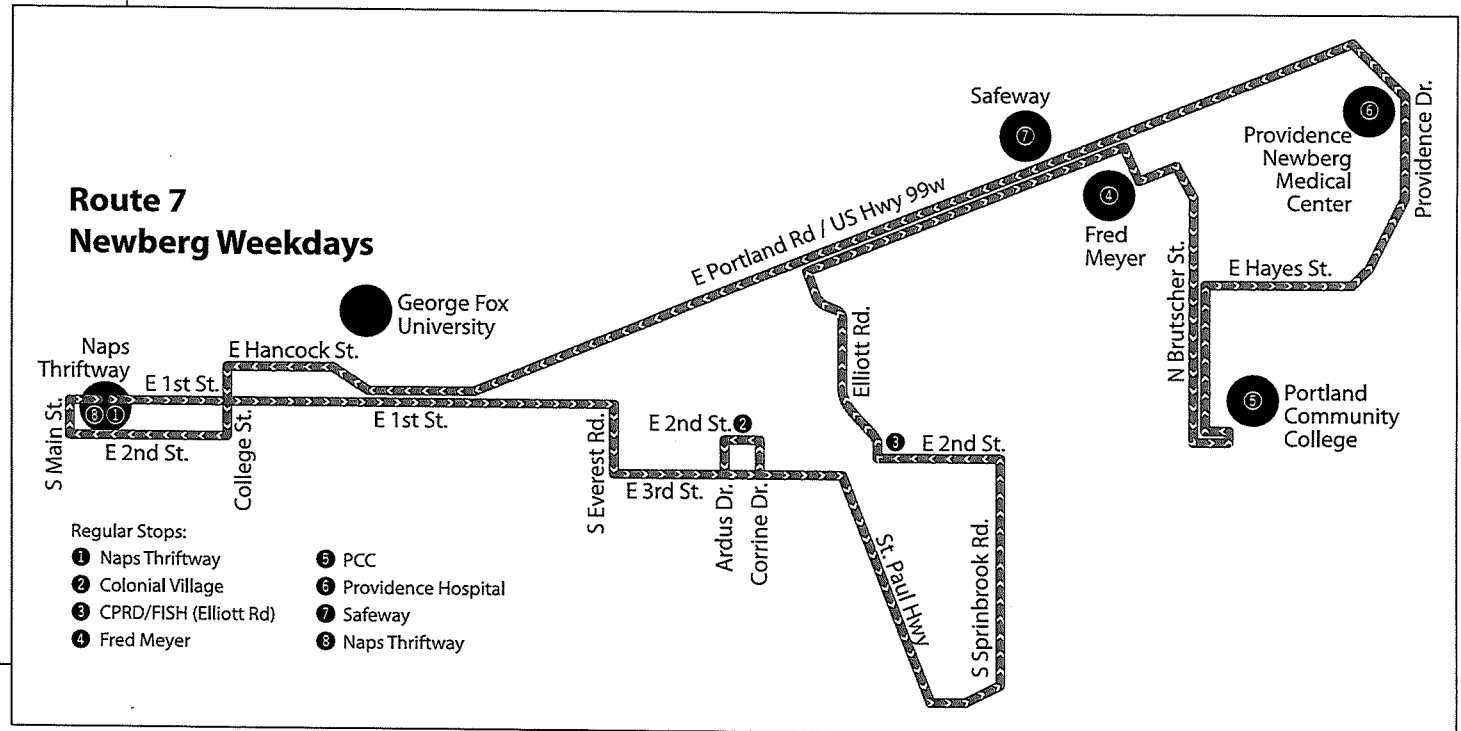 Route 7
Newberg Weekdays
Safeway
7
Providence
Newberg
Medical
Center
6
Providence Dr.
E Portland Rd / US Hwy 99w
4
Fred
Meyer
E Hayes St.
N Brutscher St.
George Fox
University
Naps
Thriftway
8 1
E Hancock St.
E 1st St.
E 1st St.
S Main St.
E 2nd St.
College St.
Elliott Rd.
5
Portland
Community
College
E 2nd St.
2
3
E 2nd St.
S Everest Rd.
E 3rd St.
Ardus Dr.
Corrine Dr.
St. Paul Hwy
S Sprinbrook Rd.
Regular Stops:
1 Naps Thriftway
2 Colonial Village
3 CPRD/FISH (Elliott Rd)
4 Fred Meyer
5 PCC
6 Providence Hospital
7 Safeway
8 Naps Thriftway